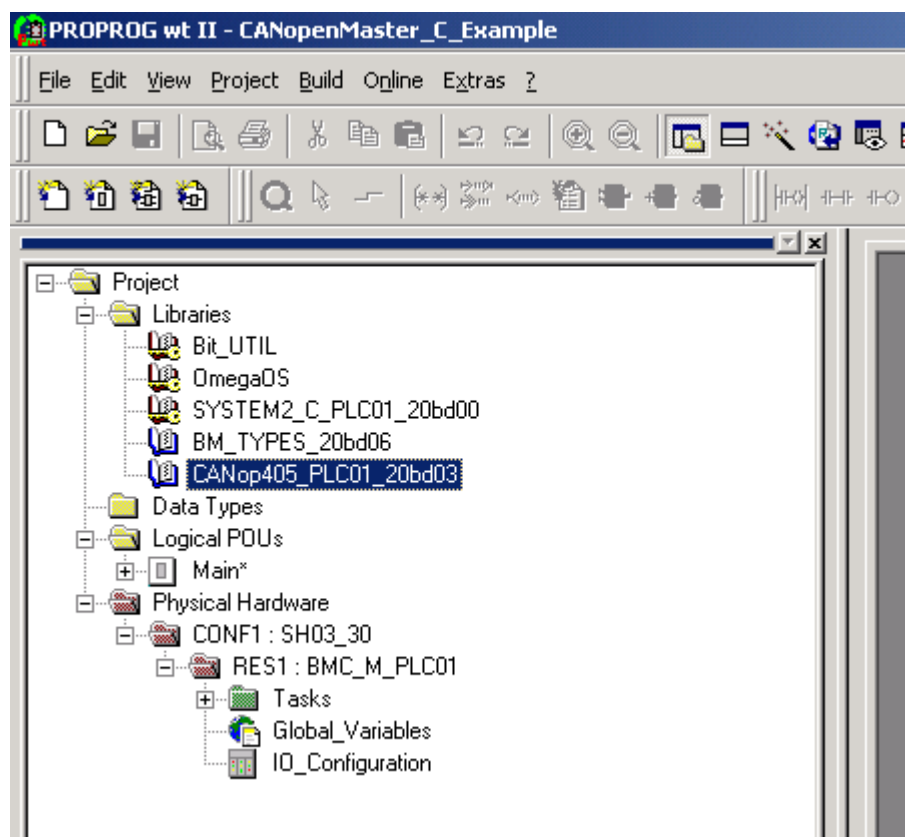 PROPROG wt II - CANopenMaster_C_Example
File Edit View Project Build Online Extras ?
Project
Libraries
Bit_UTIL
OmegaOS
SYSTEM2_C_PLC01_20bd00
BM_TYPES_20bd06
CANop405_PLC01_20bd03
Data Types
Logical POUs
Main*
Physical Hardware
CONF1 : SH03_30
RES1 : BMC_M_PLC01
Tasks
Global_Variables
IO_Configuration